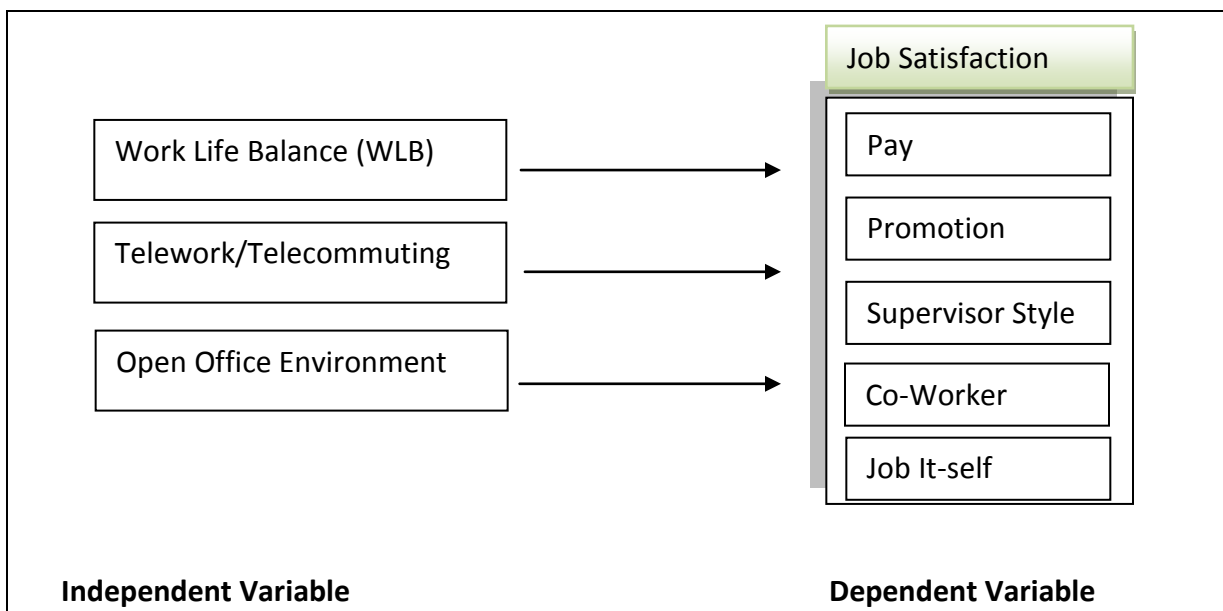 Job Satisfaction
Work Life Balance (WLB)
Telework/Telecommuting
Open Office Environment
Pay
Promotion
Supervisor Style
Co-Worker
Job It-self
Independent Variable
Dependent Variable